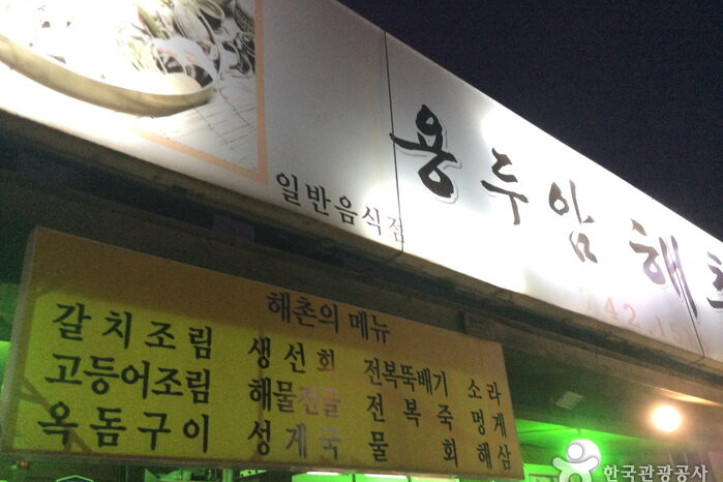 용두암 해촌
일반음식점
해촌의 메뉴
갈치조림 생선회 전복뚝배기 소라
고등어조림 해물전골 전복죽 멍게
옥돔구이 성게국 물회 해삼
한국관광공사